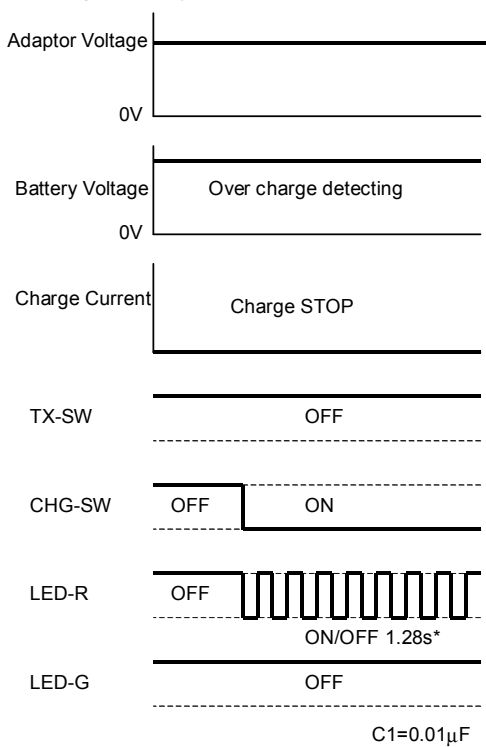 Adaptor Voltage
0V
Battery Voltage Over charge detecting
0V
Charge Current Charge STOP
TX-SW OFF
CHG-SW OFF ON
LED-R OFF
ON/OFF 1.28s*
LED-G OFF
C1=0.01μF